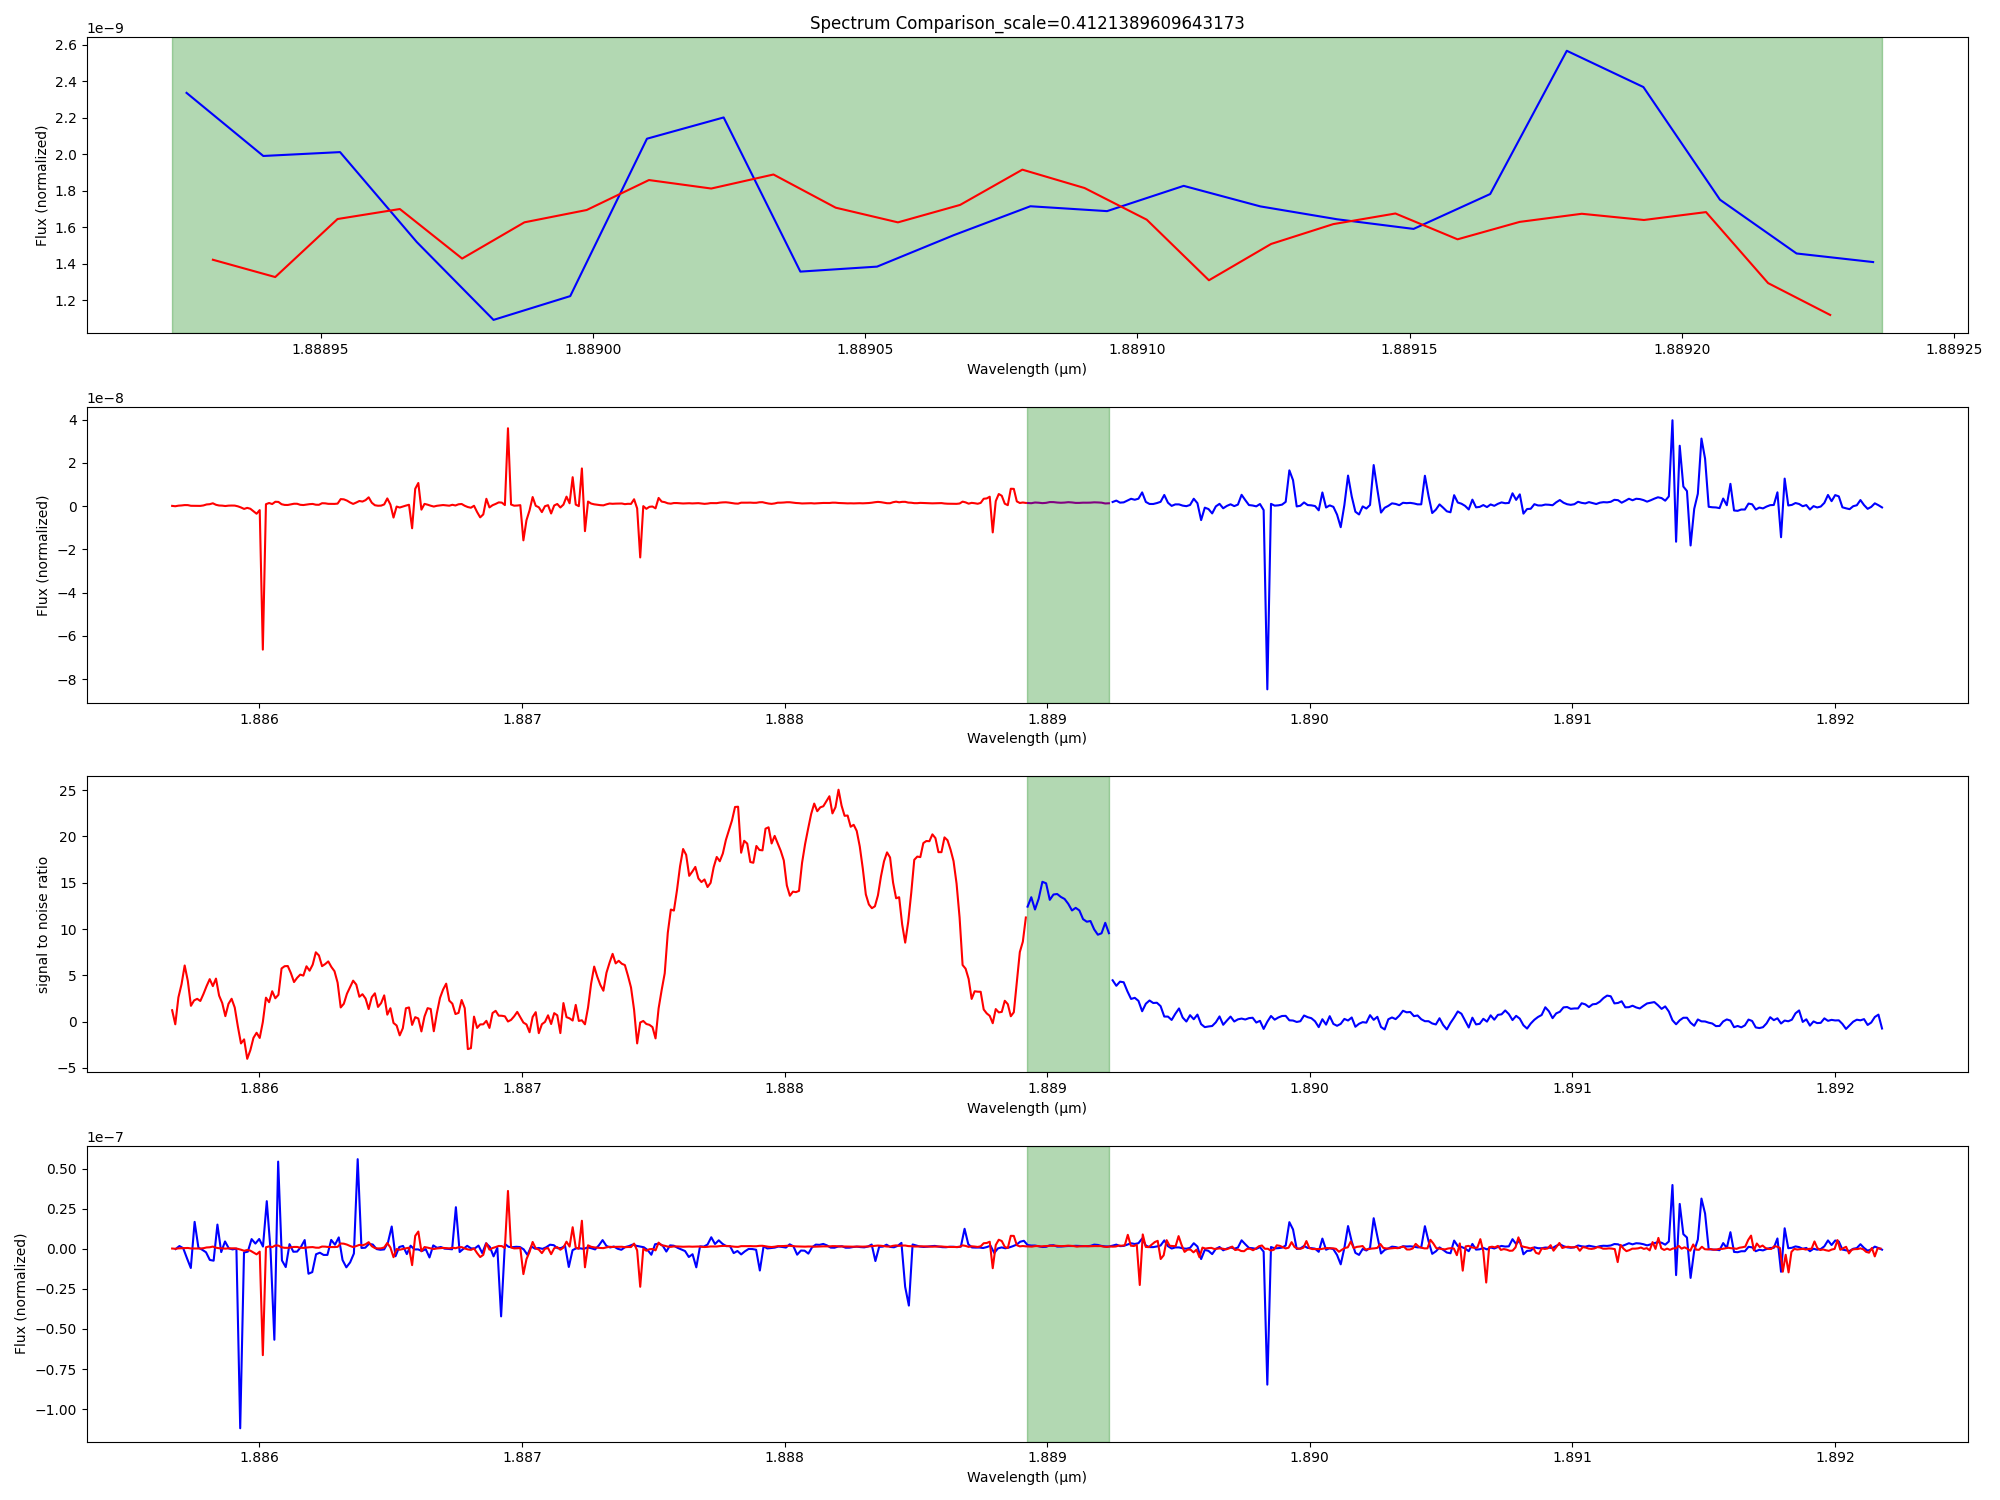 Spectrum Comparison_scale=0.4121389609643173
1e−9
2.6
2.4
2.2
2.0
1.8
1.6
1.4
1.2
Flux (normalized)
1.88895 1.88900 1.88905 1.88910 1.88915 1.88920 1.88925
Wavelength (μm)
1e−8
4
2
0
−2
−4
−6
−8
Flux (normalized)
1.886 1.887 1.888 1.889 1.890 1.891 1.892
Wavelength (μm)
25
20
15
10
5
0
−5
signal to noise ratio
1.886 1.887 1.888 1.889 1.890 1.891 1.892
Wavelength (μm)
1e−7
0.50
0.25
0.00
−0.25
−0.50
−0.75
−1.00
Flux (normalized)
1.886 1.887 1.888 1.889 1.890 1.891 1.892
Wavelength (μm)